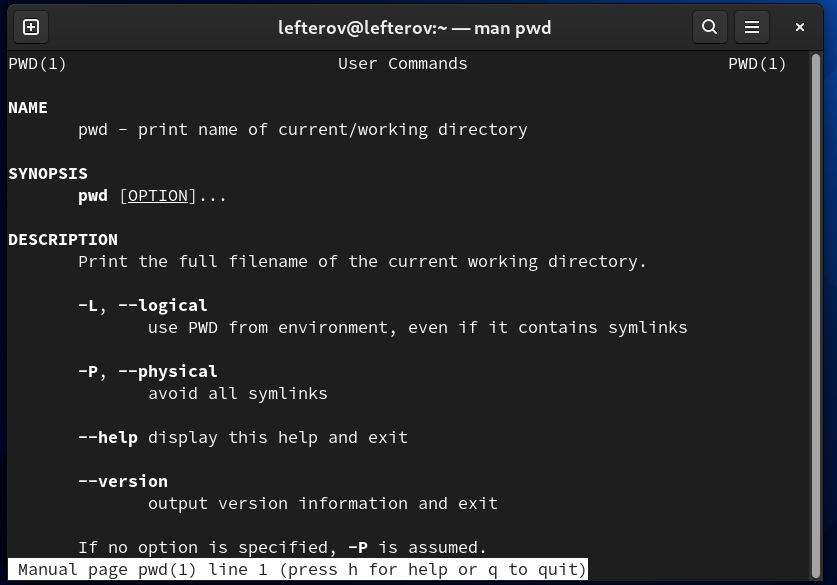 lefterov@lefterov:~ — man pwd
PWD(1) User Commands PWD(1)
NAME
pwd - print name of current/working directory
SYNOPSIS
pwd [OPTION]...
DESCRIPTION
Print the full filename of the current working directory.
-L, --logical
use PWD from environment, even if it contains symlinks
-P, --physical
avoid all symlinks
--help display this help and exit
--version
output version information and exit
If no option is specified, -P is assumed.
Manual page pwd(1) line 1 (press h for help or q to quit)